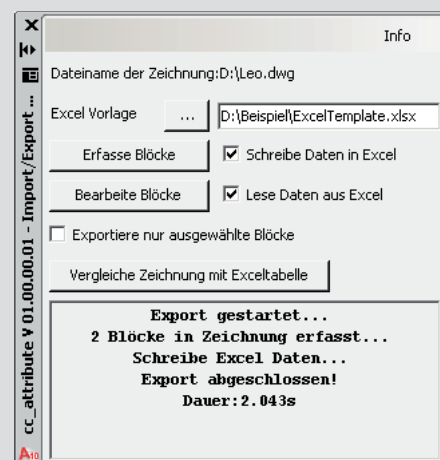 Info
Dateiname der Zeichnung:D:\Leo.dwg
Excel Vorlage ... D:\Beispiel\ExcelTemplate.xlsx
Erfasse Blöcke Schreibe Daten in Excel
Bearbeite Blöcke Lese Daten aus Excel
Exportiere nur ausgewählte Blöcke
Vergleiche Zeichnung mit Exceltabelle
Export gestartet...
2 Blöcke in Zeichnung erfasst...
Schreibe Excel Daten...
Export abgeschlossen!
Dauer:2.043s
cc_attribute V 01.00.00.01 - Import/Export ...
A10